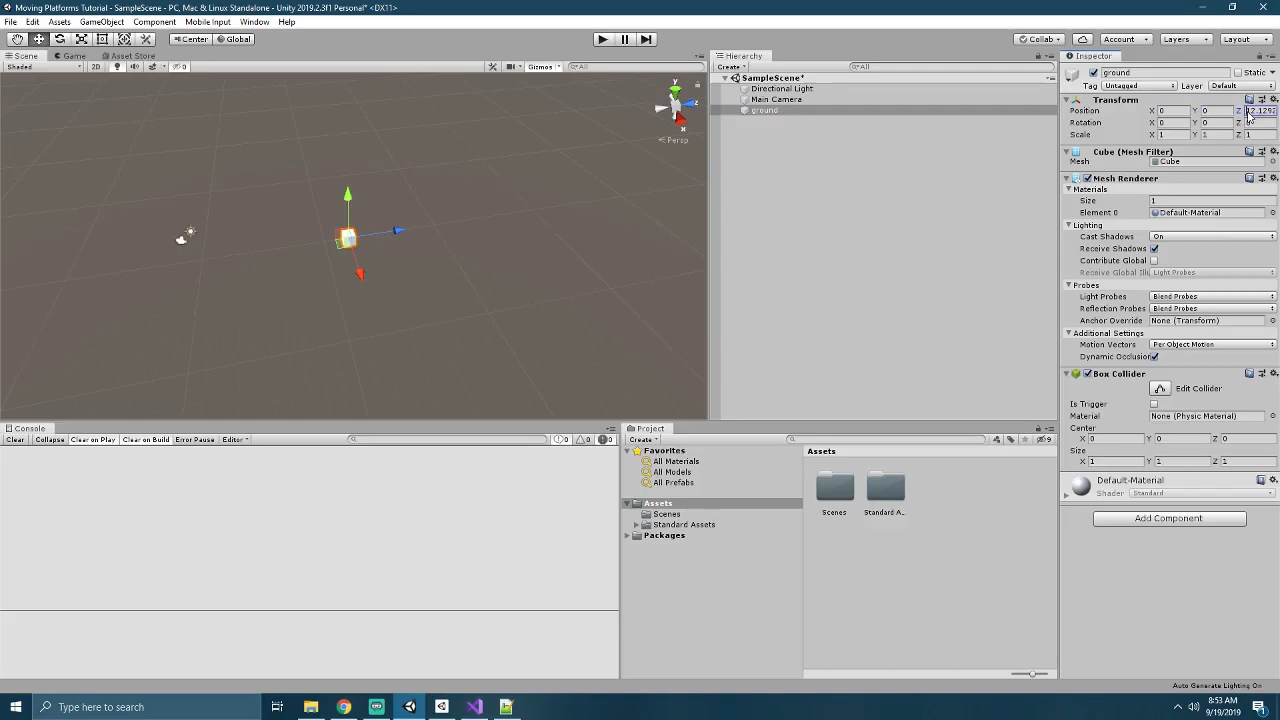 Moving Platforms Tutorial - SampleScene - PC, Mac & Linux Standalone - Unity 2019.2.3f1 Personal* <DX11>
File Edit Assets GameObject Component Mobile Input Window Help
Center Global Collab Account Layers Layout
Scene Game Asset Store
Shaded 2D 0 Gizmos All
y
z
x
Persp
Hierarchy
Create All
SampleScene*
Directional Light
Main Camera
ground
Inspector
ground Static
Tag Untagged Layer Default
Transform
Position X 0 Y 0 Z 12.1292
Rotation X 0 Y 0 Z
Scale X 1 Y 1 Z 1
Cube (Mesh Filter)
Mesh Cube
Mesh Renderer
Materials
Size 1
Element 0 Default-Material
Lighting
Cast Shadows On
Receive Shadows
Contribute Global
Receive Global Illu Light Probes
Probes
Light Probes Blend Probes
Reflection Probes Blend Probes
Anchor Override None (Transform)
Additional Settings
Motion Vectors Per Object Motion
Dynamic Occlusion
Box Collider
Edit Collider
Is Trigger
Material None (Physic Material)
Center
X 0 Y 0 Z 0
Size
X 1 Y 1 Z 1
Default-Material
Shader Standard
Add Component
Console
Clear Collapse Clear on Play Clear on Build Error Pause Editor 0 0 0
Project
Create 9
Favorites
All Materials
All Models
All Prefabs
Assets
Scenes
Standard Assets
Packages
Assets
Scenes Standard A...
Auto Generate Lighting On
Type here to search
8:53 AM
9/19/2019
1